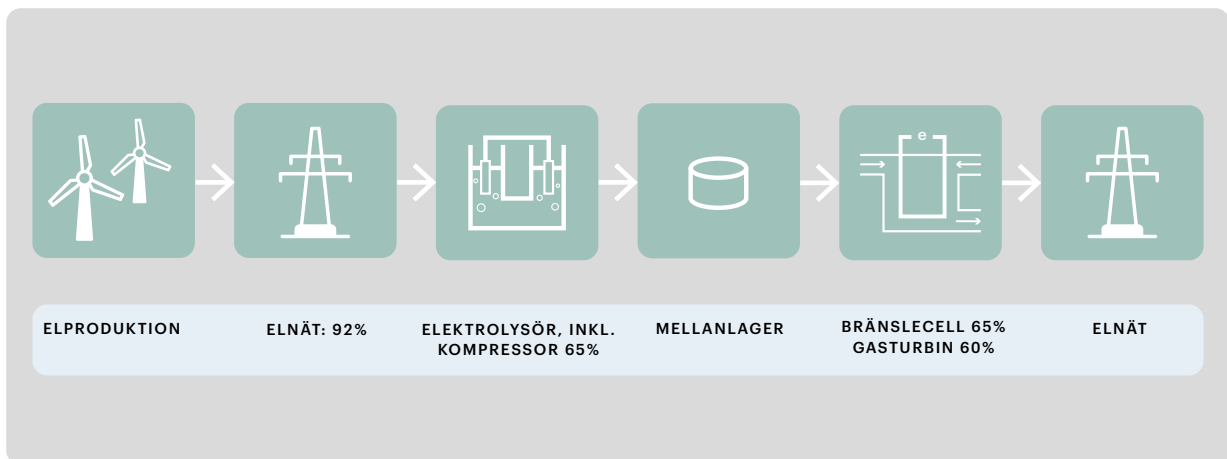 e
ELPRODUKTION
ELNÄT: 92%
ELEKTROLYSÖR, INKL.
KOMPRESSOR 65%
MELLANLAGER
BRÄNSLECELL 65%
GASTURBIN 60%
ELNÄT